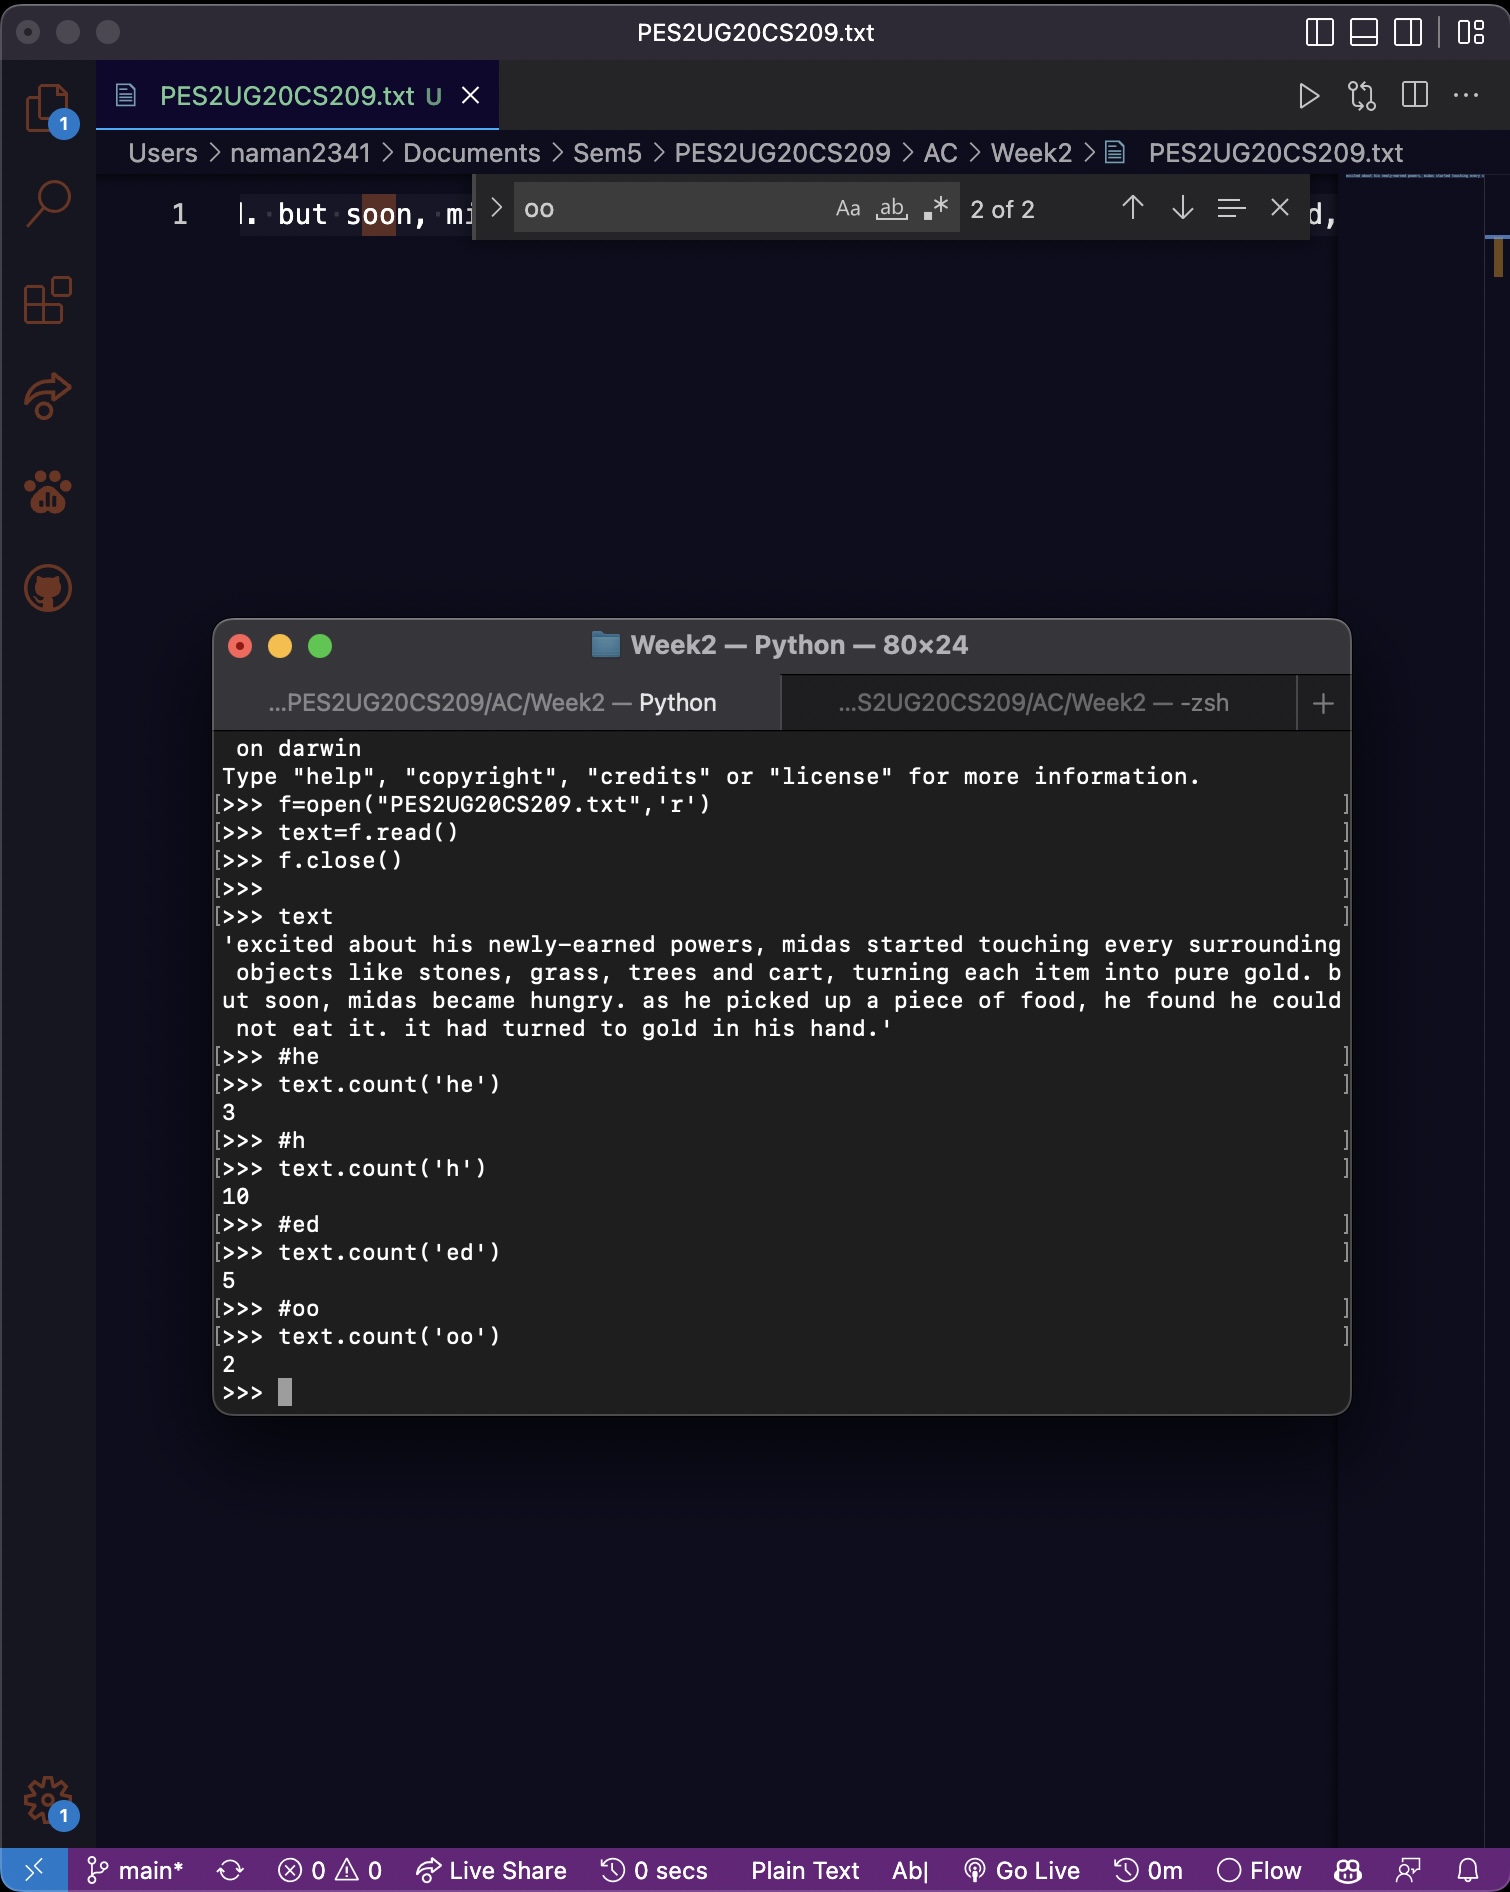 PES2UG20CS209.txt
1
PES2UG20CS209.txt U
Users > naman2341 > Documents > Sem5 > PES2UG20CS209 > AC > Week2 > PES2UG20CS209.txt
1 . but soon, mi
oo Aa ab .* 2 of 2
d,
Week2 — Python — 80×24
...PES2UG20CS209/AC/Week2 — Python ...S2UG20CS209/AC/Week2 — -zsh +
on darwin
Type "help", "copyright", "credits" or "license" for more information.
[>>> f=open("PES2UG20CS209.txt",'r') ]
[>>> text=f.read() ]
[>>> f.close() ]
[>>> ]
[>>> text ]
'excited about his newly-earned powers, midas started touching every surrounding
objects like stones, grass, trees and cart, turning each item into pure gold. b
ut soon, midas became hungry. as he picked up a piece of food, he found he could
not eat it. it had turned to gold in his hand.'
[>>> #he ]
[>>> text.count('he') ]
3
[>>> #h ]
[>>> text.count('h') ]
10
[>>> #ed ]
[>>> text.count('ed') ]
5
[>>> #oo ]
[>>> text.count('oo') ]
2
>>>
1
main* 0 0 Live Share 0 secs Plain Text Ab| Go Live 0m Flow